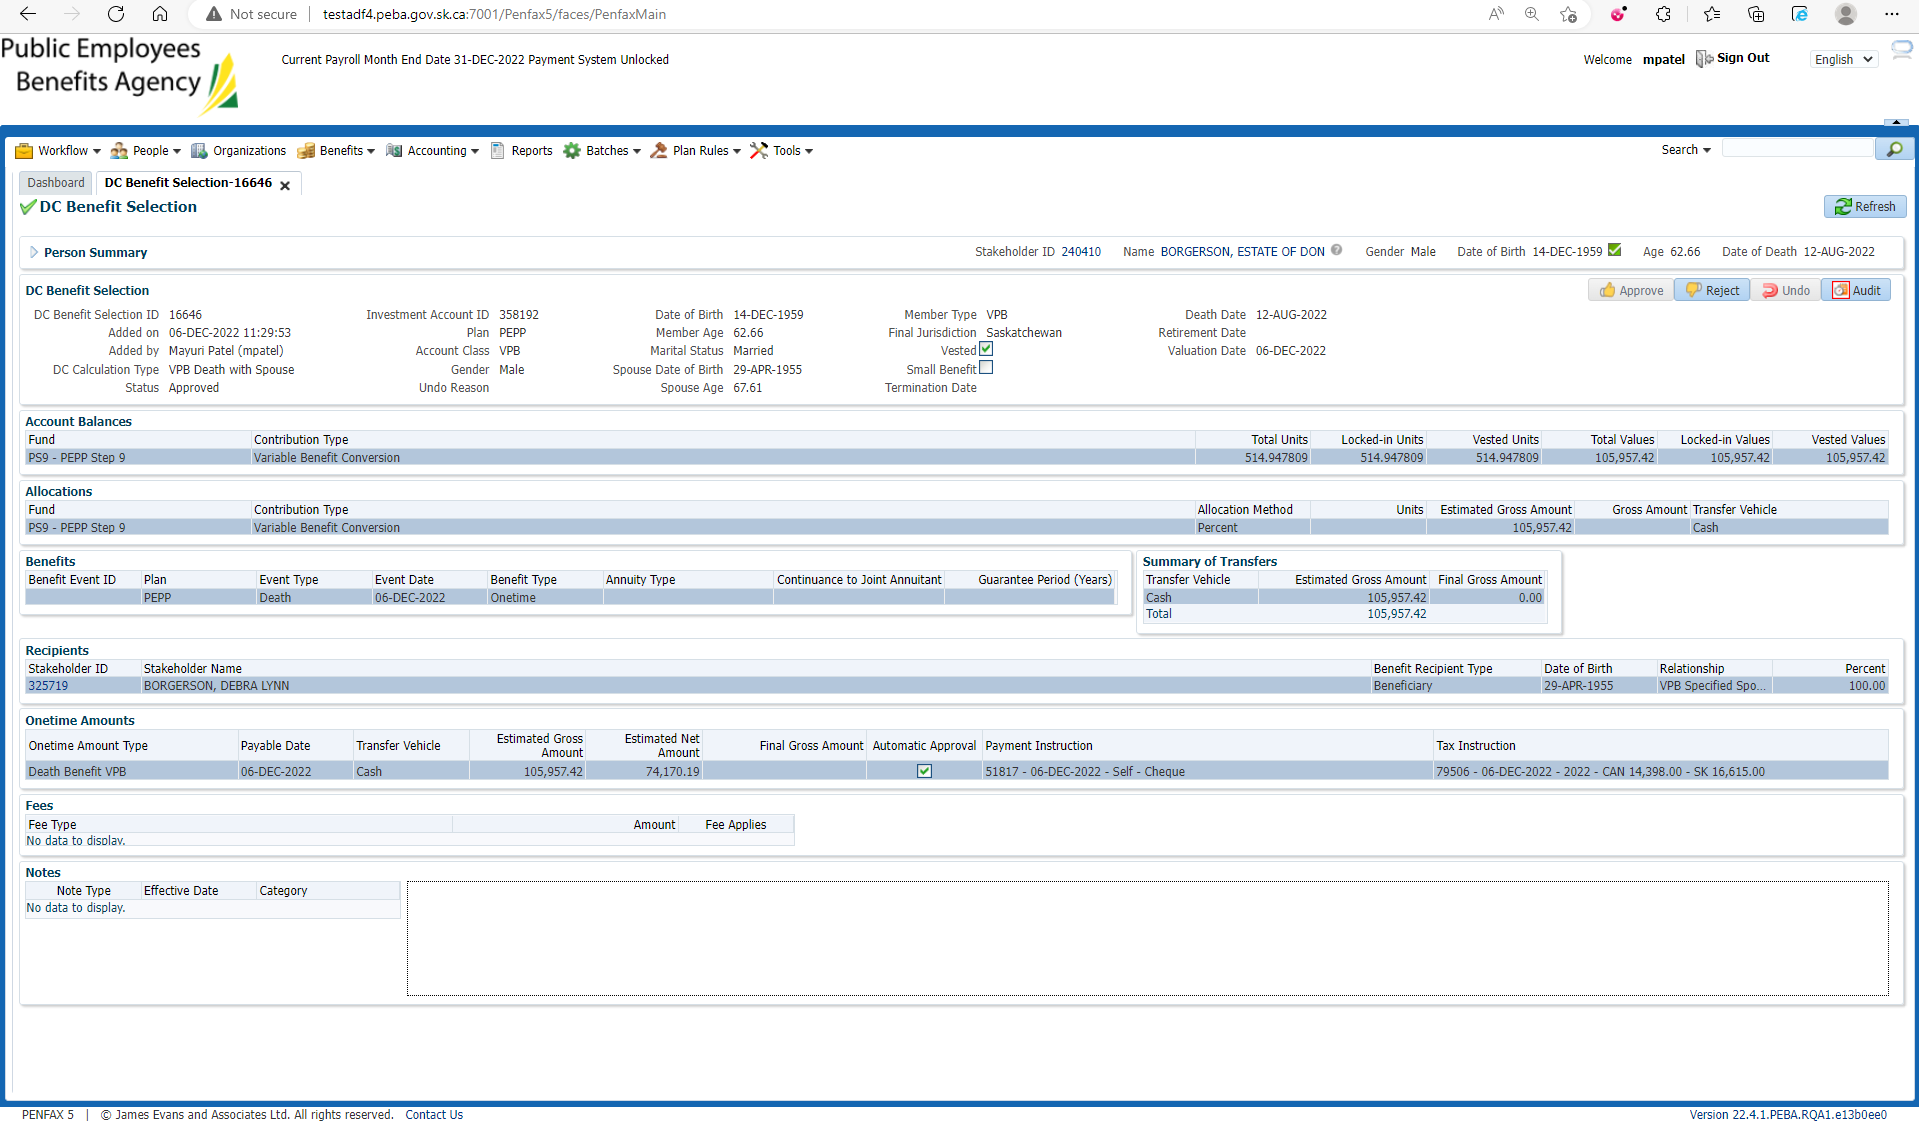 Not secure | testadf4.peba.gov.sk.ca:7001/Penfax5/faces/PenfaxMain
Public Employees
Benefits Agency
Current Payroll Month End Date 31-DEC-2022 Payment System Unlocked
Welcome mpatel Sign Out English
Workflow People Organizations Benefits Accounting Reports Batches Plan Rules Tools Search
Dashboard DC Benefit Selection-16646
DC Benefit Selection Refresh
Person Summary Stakeholder ID 240410 Name BORGERSON, ESTATE OF DON Gender Male Date of Birth 14-DEC-1959 Age 62.66 Date of Death 12-AUG-2022
DC Benefit Selection Approve Reject Undo Audit
DC Benefit Selection ID 16646 Investment Account ID 358192 Date of Birth 14-DEC-1959 Member Type VPB Death Date 12-AUG-2022
Added on 06-DEC-2022 11:29:53 Plan PEPP Member Age 62.66 Final Jurisdiction Saskatchewan Retirement Date
Added by Mayuri Patel (mpatel) Account Class VPB Marital Status Married Vested Valuation Date 06-DEC-2022
DC Calculation Type VPB Death with Spouse Gender Male Spouse Date of Birth 29-APR-1955 Small Benefit
Status Approved Undo Reason Spouse Age 67.61 Termination Date
Account Balances
Fund Contribution Type Total Units Locked-in Units Vested Units Total Values Locked-in Values Vested Values
PS9 - PEPP Step 9 Variable Benefit Conversion 514.947809 514.947809 514.947809 105,957.42 105,957.42 105,957.42
Allocations
Fund Contribution Type Allocation Method Units Estimated Gross Amount Gross Amount Transfer Vehicle
PS9 - PEPP Step 9 Variable Benefit Conversion Percent 105,957.42 Cash
Benefits
Benefit Event ID Plan Event Type Event Date Benefit Type Annuity Type Continuance to Joint Annuitant Guarantee Period (Years)
PEPP Death 06-DEC-2022 Onetime
Summary of Transfers
Transfer Vehicle Estimated Gross Amount Final Gross Amount
Cash 105,957.42 0.00
Total 105,957.42
Recipients
Stakeholder ID Stakeholder Name Benefit Recipient Type Date of Birth Relationship Percent
325719 BORGERSON, DEBRA LYNN Beneficiary 29-APR-1955 VPB Specified Spo... 100.00
Onetime Amounts
Onetime Amount Type Payable Date Transfer Vehicle Estimated Gross Amount Estimated Net Amount Final Gross Amount Automatic Approval Payment Instruction Tax Instruction
Death Benefit VPB 06-DEC-2022 Cash 105,957.42 74,170.19 51817 - 06-DEC-2022 - Self - Cheque 79506 - 06-DEC-2022 - 2022 - CAN 14,398.00 - SK 16,615.00
Fees
Fee Type Amount Fee Applies
No data to display.
Notes
Note Type Effective Date Category
No data to display.
PENFAX 5 | © James Evans and Associates Ltd. All rights reserved. Contact Us Version 22.4.1.PEBA.RQA1.e13b0ee0